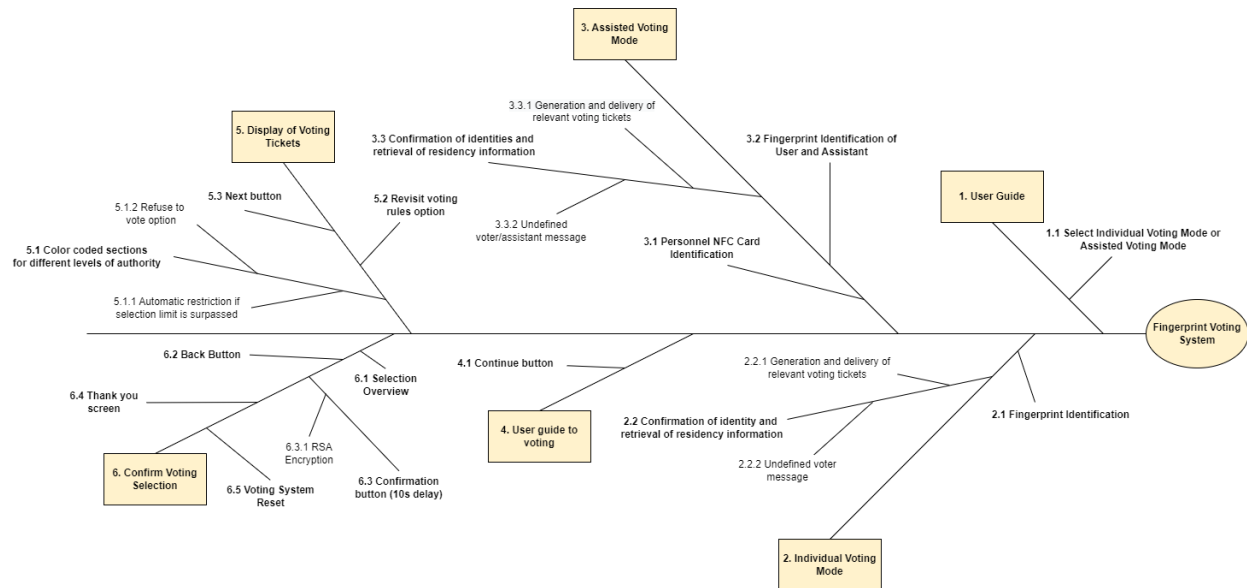 3. Assisted Voting
Mode
3.3.1 Generation and delivery of
relevant voting tickets
5. Display of Voting
Tickets
3.3 Confirmation of identities and
retrieval of residency information
3.2 Fingerprint Identification of
User and Assistant
5.3 Next button
5.2 Revisit voting
rules option
1. User Guide
5.1.2 Refuse to
vote option
3.3.2 Undefined
voter/assistant message
3.1 Personnel NFC Card
Identification
1.1 Select Individual Voting Mode or
Assisted Voting Mode
5.1 Color coded sections
for different levels of authority
5.1.1 Automatic restriction if
selection limit is surpassed
Fingerprint Voting
System
6.2 Back Button
6.1 Selection
Overview
4.1 Continue button
2.2.1 Generation and delivery of
relevant voting tickets
6.4 Thank you
screen
2.1 Fingerprint Identification
2.2 Confirmation of identity and
retrieval of residency information
4. User guide to
voting
6.3.1 RSA
Encryption
2.2.2 Undefined voter
message
6. Confirm Voting
Selection
6.5 Voting System
Reset
6.3 Confirmation
button (10s delay)
2. Individual Voting
Mode